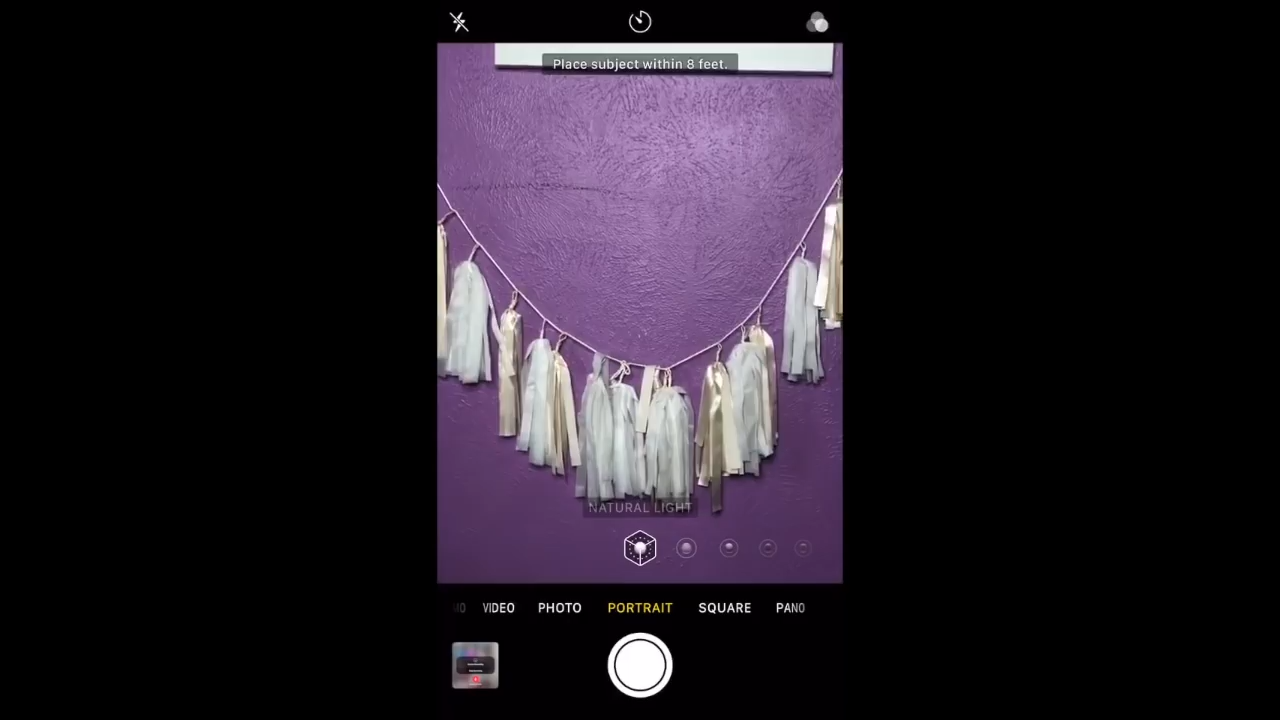 Place subject within 8 feet.
NATURAL LIGHT
VIDEO PHOTO PORTRAIT SQUARE PANO